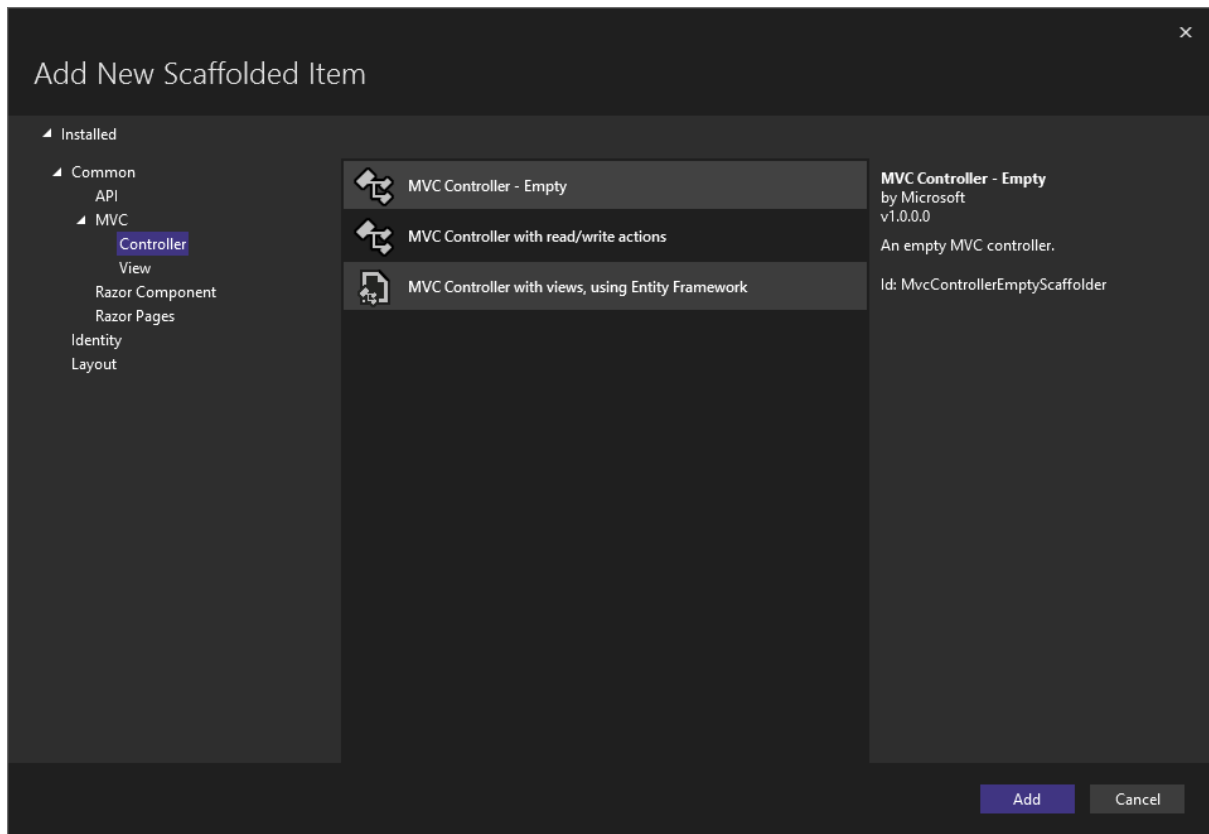 Add New Scaffolded Item
Installed
Common
API
MVC
Controller
View
Razor Component
Razor Pages
Identity
Layout
MVC Controller - Empty
MVC Controller with read/write actions
MVC Controller with views, using Entity Framework
MVC Controller - Empty
by Microsoft
v1.0.0.0
An empty MVC controller.
Id: MvcControllerEmptyScaffolder
Add
Cancel